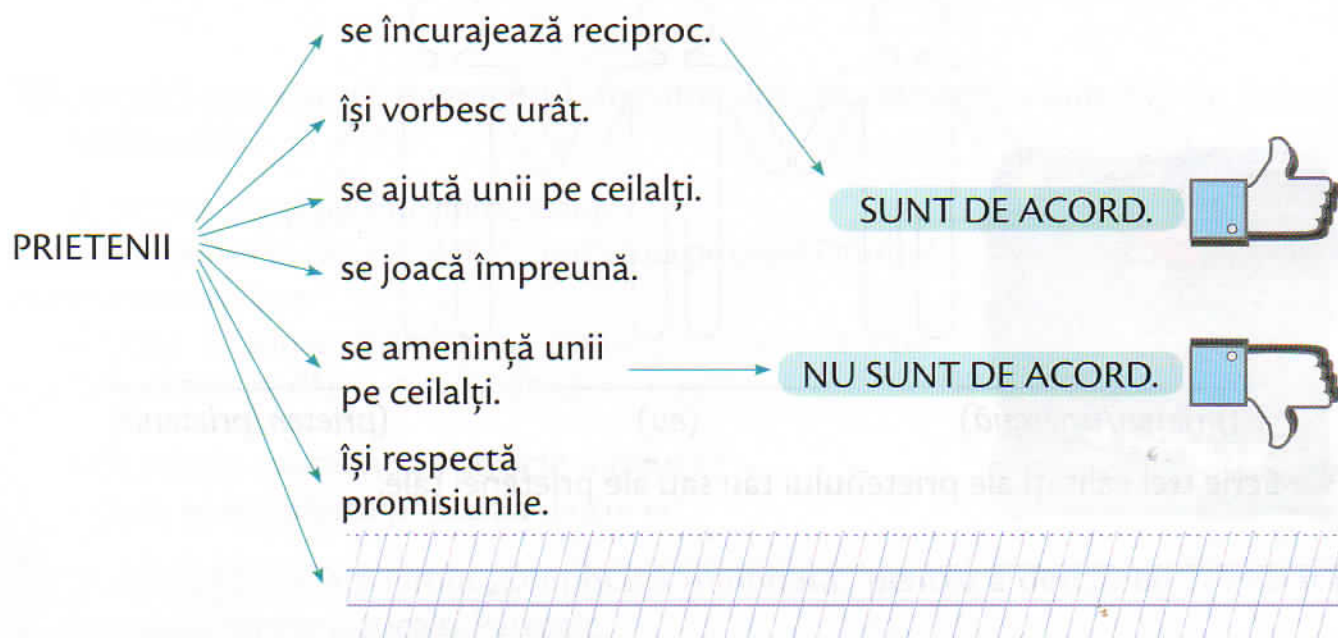 se încurajează reciproc.
își vorbesc urât.
se ajută unii pe ceilalți.
SUNT DE ACORD.
PRIETENII
se joacă împreună.
se amenință unii
pe ceilalți.
NU SUNT DE ACORD.
își respectă
promisiunile.